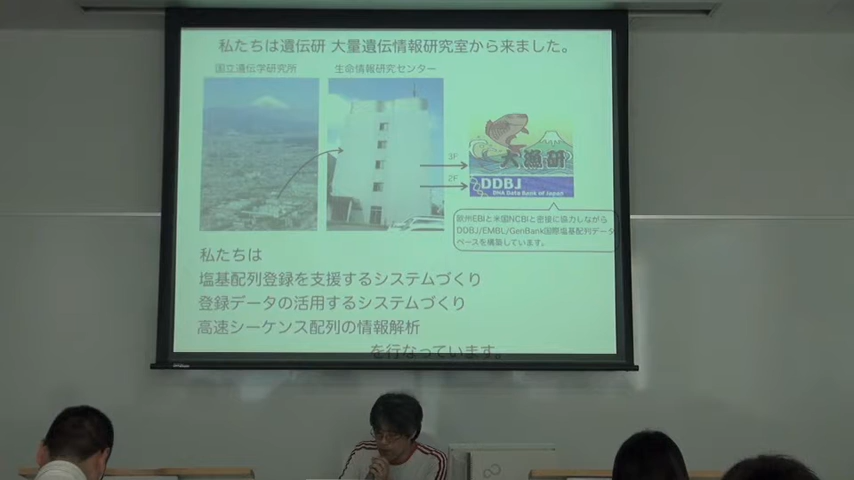 私たちは遺伝研 大量遺伝情報研究室から来ました。
国立遺伝学研究所
生命情報研究センター
3F
大漁研
2F
DDBJ
DNA Data Bank of Japan
欧州EBIと米国NCBIと密接に協力しながら
DDBJ/EMBL/GenBank国際塩基配列データ
ベースを構築しています。
私たちは
塩基配列登録を支援するシステムづくり
登録データの活用するシステムづくり
高速シーケンス配列の情報解析
を行なっています。